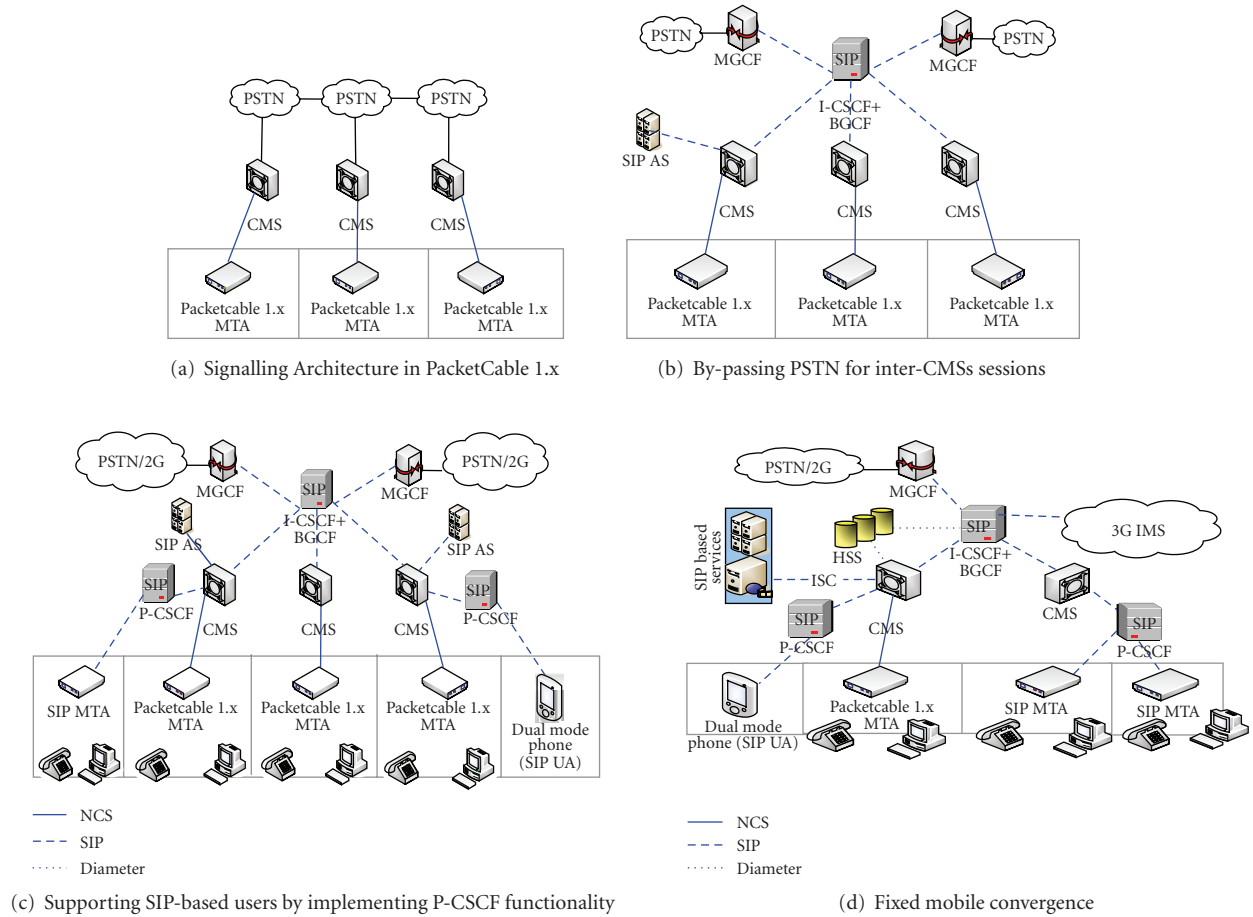 PSTN
PSTN
PSTN
CMS
CMS
CMS
Packetcable 1.x
MTA
Packetcable 1.x
MTA
Packetcable 1.x
MTA
(a) Signalling Architecture in PacketCable 1.x
PSTN
MGCF
SIP
MGCF
PSTN
I-CSCF+
BGCF
SIP AS
CMS
CMS
CMS
Packetcable 1.x
MTA
Packetcable 1.x
MTA
Packetcable 1.x
MTA
(b) By-passing PSTN for inter-CMSs sessions
PSTN/2G
MGCF
SIP
MGCF
PSTN/2G
I-CSCF+
BGCF
SIP AS
SIP AS
SIP
P-CSCF
SIP
P-CSCF
CMS
CMS
CMS
SIP MTA
Packetcable 1.x
MTA
Packetcable 1.x
MTA
Packetcable 1.x
MTA
Dual mode
phone
(SIP UA)
NCS
SIP
Diameter
(c) Supporting SIP-based users by implementing P-CSCF functionality
PSTN/2G
MGCF
SIP based
services
HSS
SIP
I-CSCF+
BGCF
3G IMS
ISC
CMS
SIP
P-CSCF
CMS
SIP
P-CSCF
Dual mode
phone (SIP UA)
Packetcable 1.x
MTA
SIP MTA
SIP MTA
NCS
SIP
Diameter
(d) Fixed mobile convergence